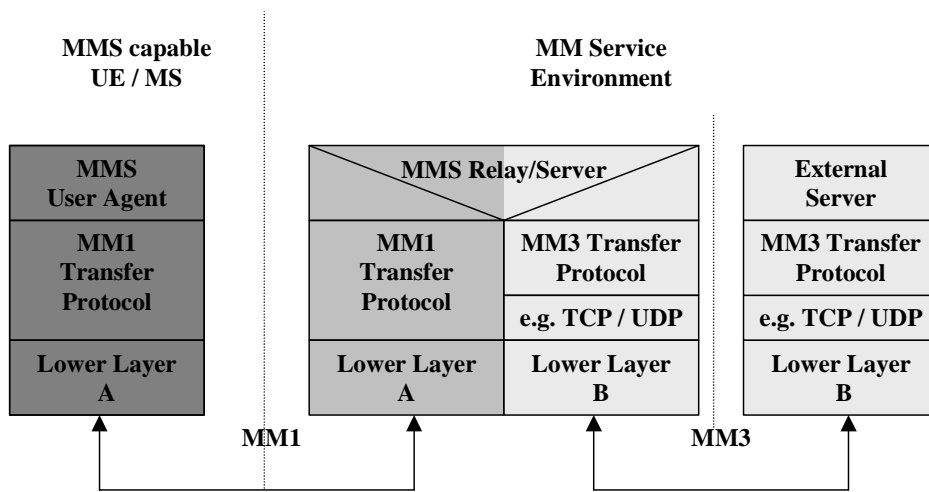 MMS capable
UE / MS
MM Service
Environment
MMS
User Agent
MM1
Transfer
Protocol
Lower Layer
A
MMS Relay/Server
MM1
Transfer
Protocol
Lower Layer
A
MM3 Transfer
Protocol
e.g. TCP / UDP
Lower Layer
B
External
Server
MM3 Transfer
Protocol
e.g. TCP / UDP
Lower Layer
B
MM1
MM3